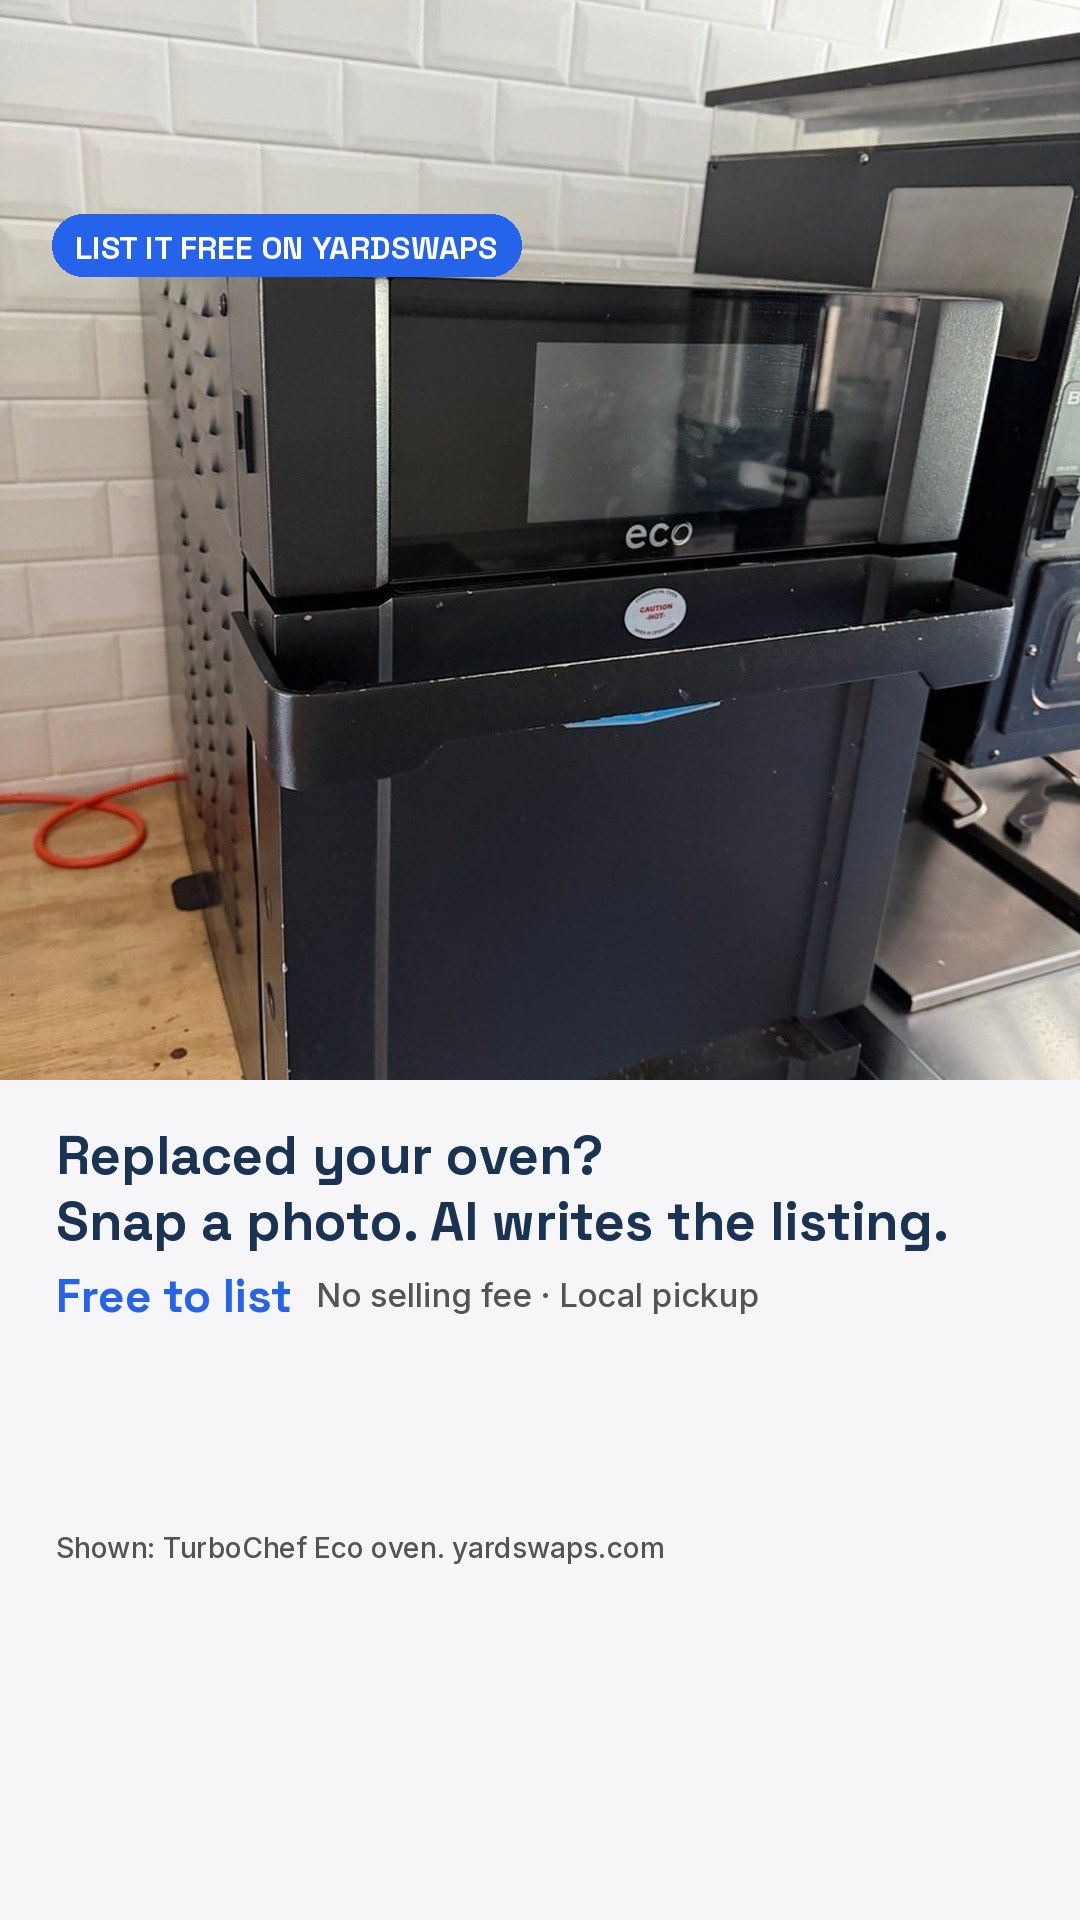 LIST IT FREE ON YARDSWAPS
eco
CAUTION
-HOT-
Replaced your oven?
Snap a photo. AI writes the listing.
Free to list No selling fee · Local pickup
Shown: TurboChef Eco oven. yardswaps.com